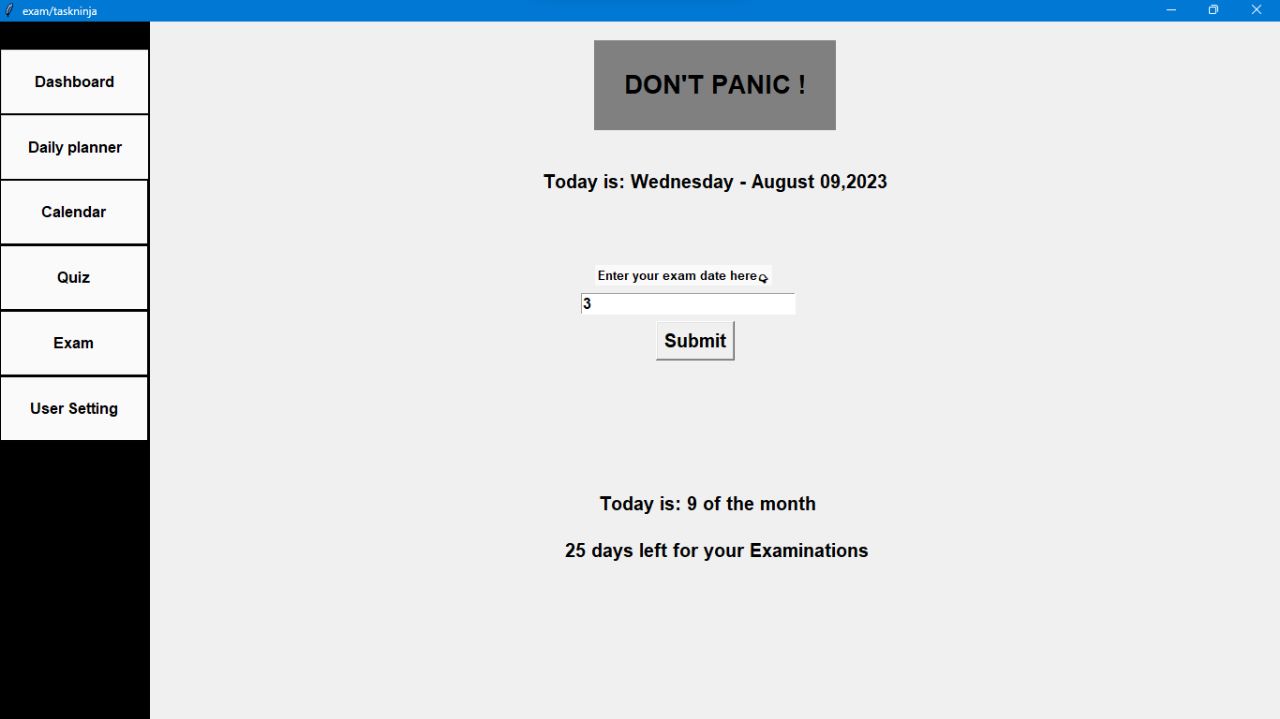 exam/taskninja
Dashboard
Daily planner
Calendar
Quiz
Exam
User Setting
DON'T PANIC !
Today is: Wednesday - August 09,2023
Enter your exam date here
3
Submit
Today is: 9 of the month
25 days left for your Examinations